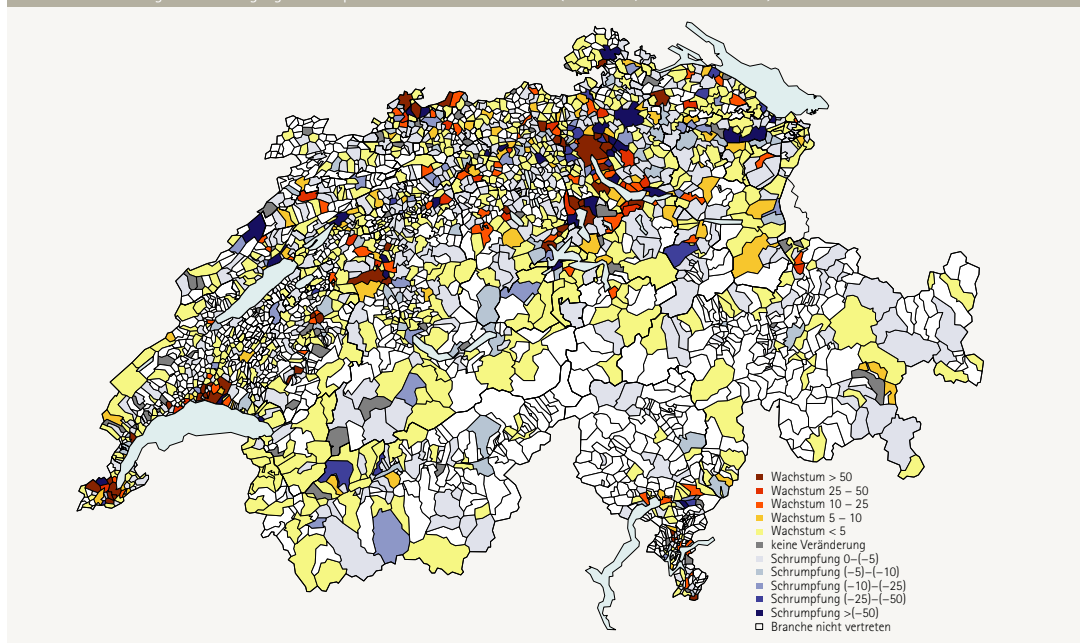 Wachstum > 50
Wachstum 25 – 50
Wachstum 10 – 25
Wachstum 5 – 10
Wachstum < 5
keine Veränderung
Schrumpfung 0–(–5)
Schrumpfung (–5)–(–10)
Schrumpfung (–10)–(–25)
Schrumpfung (–25)–(–50)
Schrumpfung >(–50)
Branche nicht vertreten